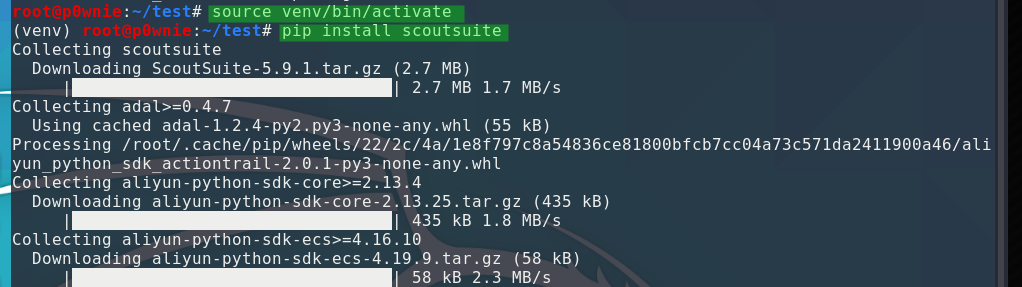 root@p0wnie:~/test# source venv/bin/activate
(venv) root@p0wnie:~/test# pip install scoutsuite
Collecting scoutsuite
  Downloading ScoutSuite-5.9.1.tar.gz (2.7 MB)
     |████████████████████████████████| 2.7 MB 1.7 MB/s
Collecting adal>=0.4.7
  Using cached adal-1.2.4-py2.py3-none-any.whl (55 kB)
Processing /root/.cache/pip/wheels/22/2c/4a/1e8f797c8a54836ce81800bfcb7cc04a73c571da2411900a46/ali
yun_python_sdk_actiontrail-2.0.1-py3-none-any.whl
Collecting aliyun-python-sdk-core>=2.13.4
  Downloading aliyun-python-sdk-core-2.13.25.tar.gz (435 kB)
     |████████████████████████████████| 435 kB 1.8 MB/s
Collecting aliyun-python-sdk-ecs>=4.16.10
  Downloading aliyun-python-sdk-ecs-4.19.9.tar.gz (58 kB)
     |████████████████████████████████| 58 kB 2.3 MB/s